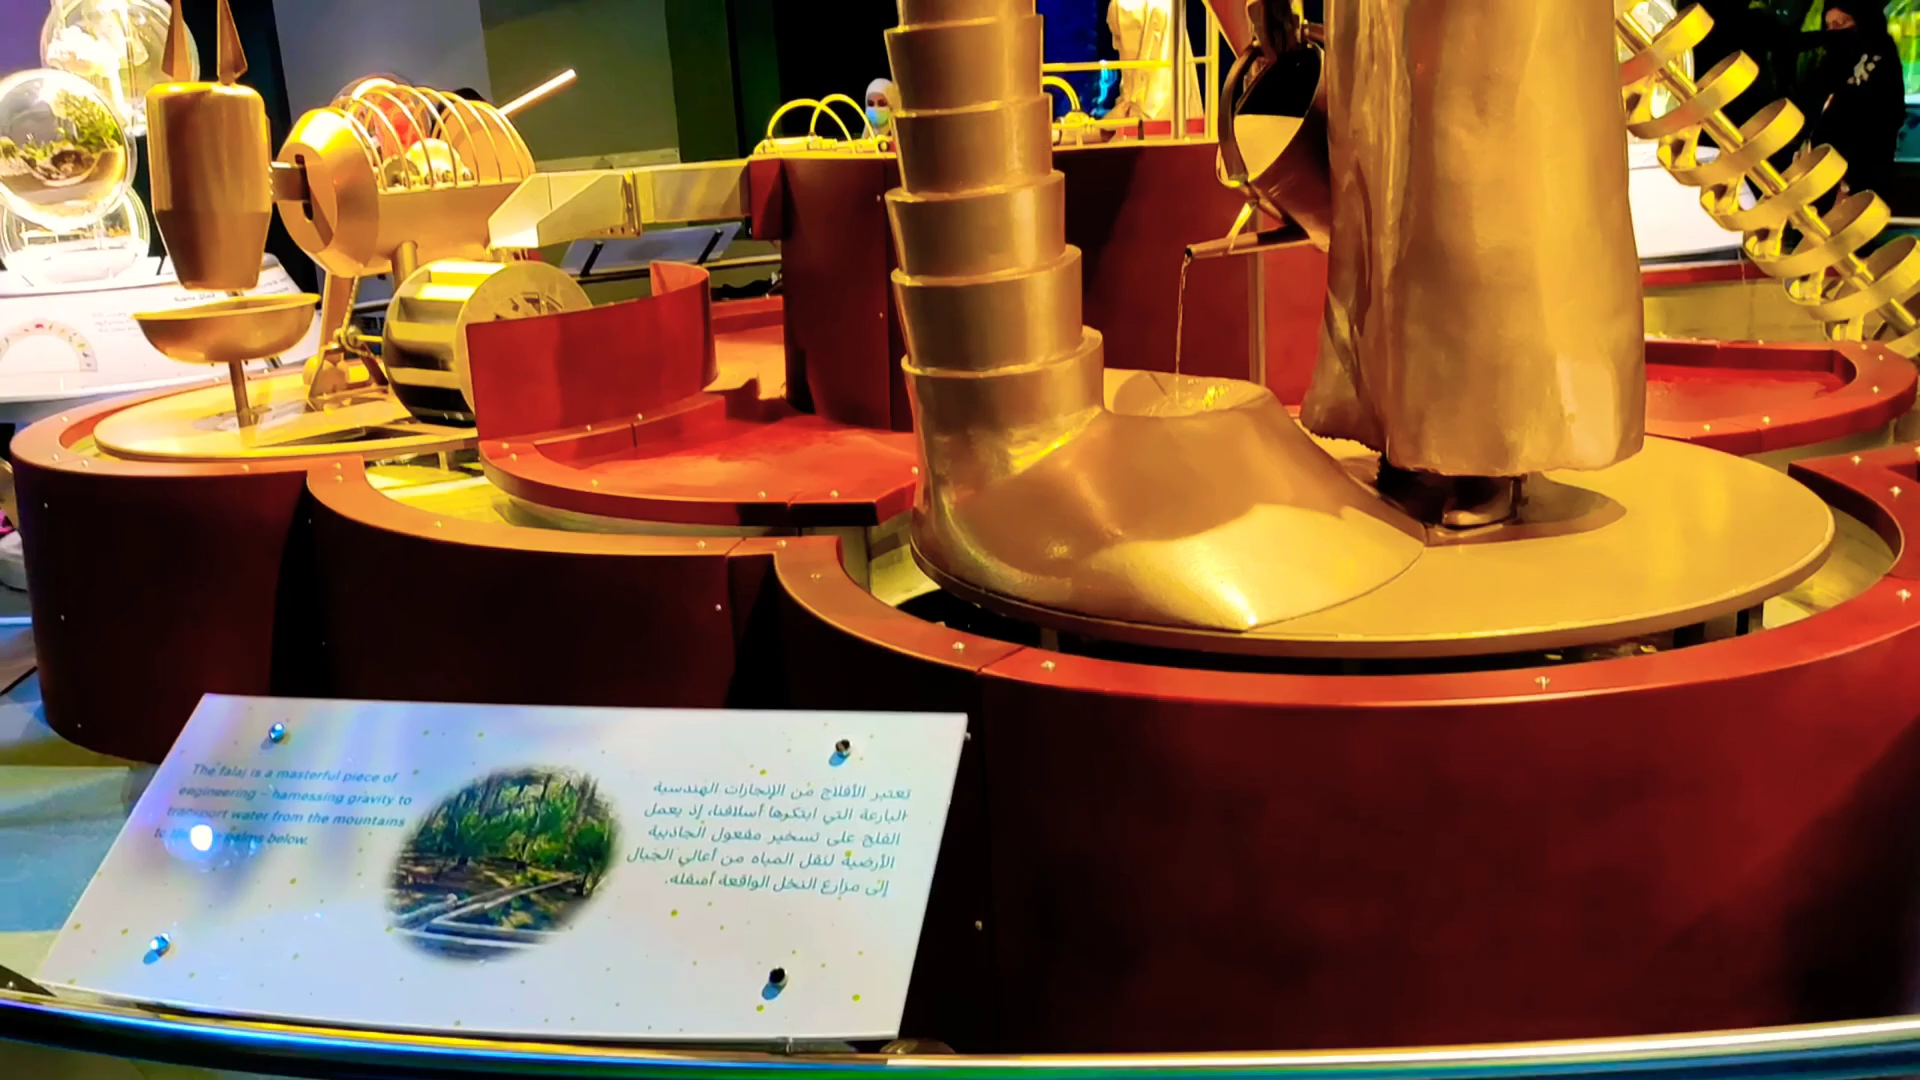 The falaj is a masterful piece of
engineering – harnessing gravity to
transport water from the mountains
to the palms below.
تعتبر الأفلاج من الإنجازات الهندسية
البارعة التي ابتكرها أسلافنا، إذ يعمل
الفلج على تسخير مفعول الجاذبية
الأرضية لنقل المياه من أعالي الجبال
إلى مزارع النخل الواقعة أسفله.